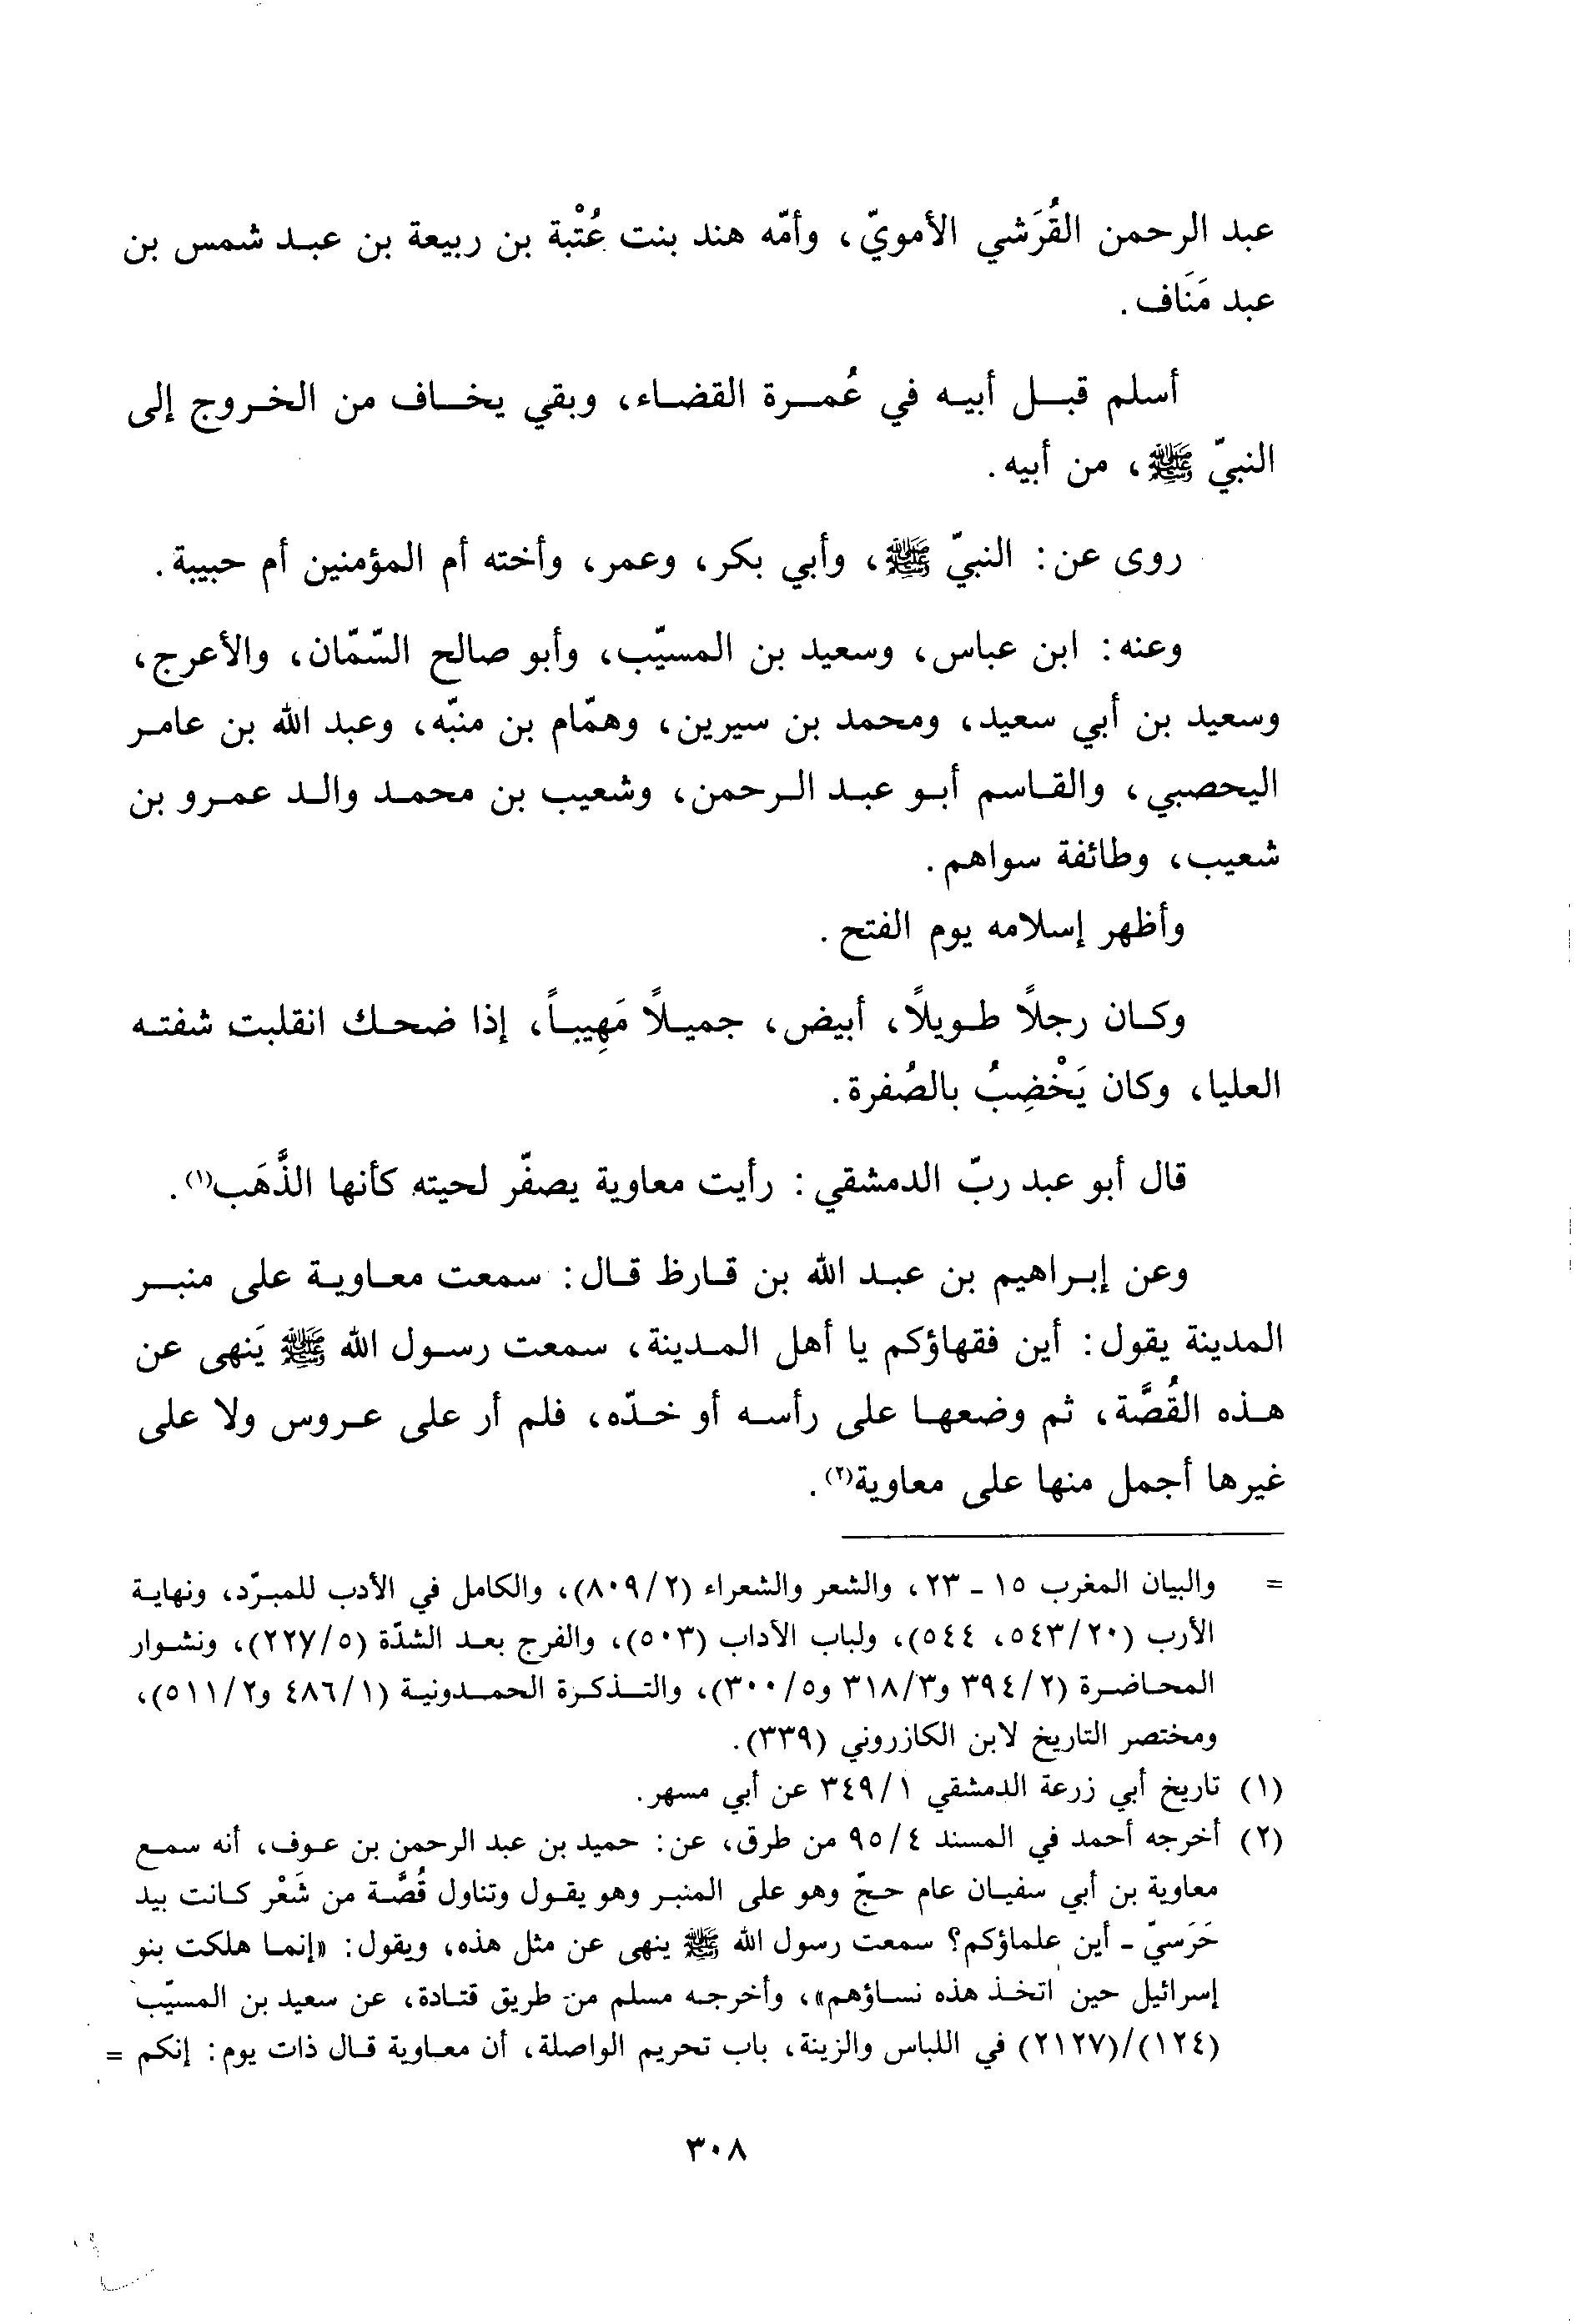 عبد الرحمن القُرَشي الأمويّ، وأمّه هند بنت عُتْبة بن ربيعة بن عبد شمس بن
عبد مَنَاف.
أسلم قبل أبيه في عُمرة القضاء، وبقي يخاف من الخروج إلى
النبيّ ﷺ، من أبيه.
روى عن: النبيّ ﷺ، وأبي بكر، وعمر، وأخته أم المؤمنين أم حبيبة.
وعنه: ابن عباس، وسعيد بن المسيّب، وأبو صالح السّمّان، والأعرج،
وسعيد بن أبي سعيد، ومحمد بن سيرين، وهمّام بن منبّه، وعبد الله بن عامر
اليحصبي، والقاسم أبو عبد الرحمن، وشعيب بن محمد والد عمرو بن
شعيب، وطائفة سواهم.
وأظهر إسلامه يوم الفتح.
وكان رجلًا طويلًا، أبيض، جميلًا مَهِيباً، إذا ضحك انقلبت شفته
العليا، وكان يَخْضِبُ بالصُفرة.
قال أبو عبد ربّ الدمشقي: رأيت معاوية يصفّر لحيته كأنها الذَّهَب(١).
وعن إبراهيم بن عبد الله بن قارظ قال: سمعت معاوية على منبر
المدينة يقول: أين فقهاؤكم يا أهل المدينة، سمعت رسول الله ﷺ يَنهى عن
هذه القُصَّة، ثم وضعها على رأسه أو خدّه، فلم أر على عروس ولا على
غيرها أجمل منها على معاوية(٢).
= والبيان المغرب ١٥ - ٢٣، والشعر والشعراء (٨٠٩/٢)، والكامل في الأدب للمبرّد، ونهاية
الأرب (٥٤٣/٢٠، ٥٤٤)، ولباب الآداب (٥٠٣)، والفرج بعد الشدّة (٢٢٧/٥)، ونشوار
المحاضرة (٣٩٤/٢ و٣١٨/٣ و٣٠٠/٥)، والتذكرة الحمدونية (٤٨٦/١ و٥١١/٢)،
ومختصر التاريخ لابن الكازروني (٣٣٩).
(١) تاريخ أبي زرعة الدمشقي ٣٤٩/١ عن أبي مسهر.
(٢) أخرجه أحمد في المسند ٩٥/٤ من طرق، عن: حميد بن عبد الرحمن بن عوف، أنه سمع
معاوية بن أبي سفيان عام حجّ وهو على المنبر وهو يقول وتناول قُصَّة من شَعْر كانت بيد
حَرَسيّ - أين علماؤكم؟ سمعت رسول الله ﷺ ينهى عن مثل هذه، ويقول: «إنما هلكت بنو
إسرائيل حين اتخذ هذه نساؤهم»، وأخرجه مسلم من طريق قتادة، عن سعيد بن المسيّب
(١٢٤)/(٢١٢٧) في اللباس والزينة، باب تحريم الواصلة، أن معاوية قال ذات يوم: إنكم =
٣٠٨